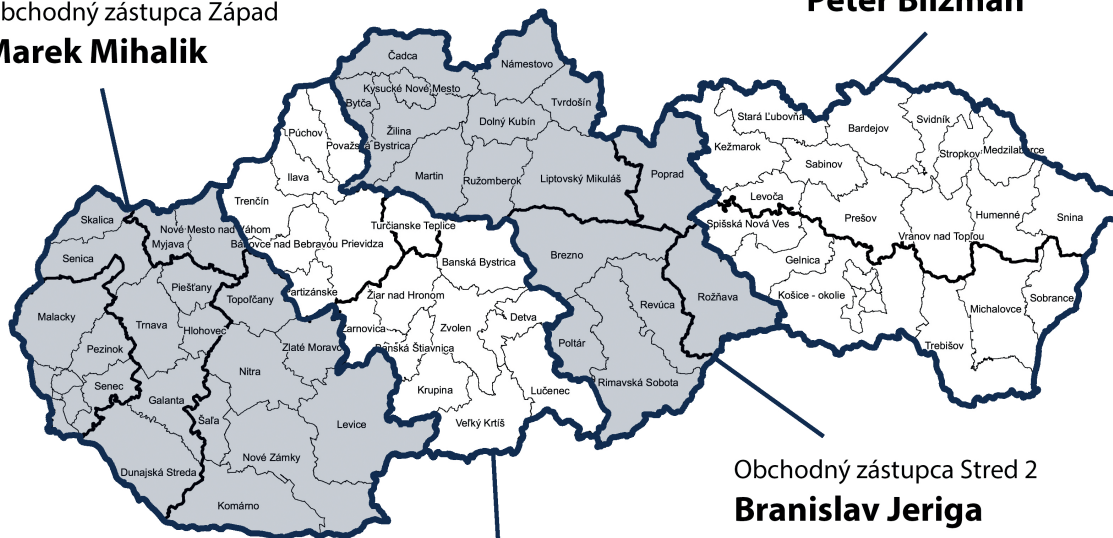 bchodný zástupca Západ
Marek Mihalik
Peter Bližman
Čadca
Námestovo
Kysucké Nové Mesto
Bytča
Tvrdošín
Dolný Kubín
Stará Ľubovňa
Svidník
Bardejov
Púchov
Žilina
Považská Bystrica
Kežmarok
Stropkov
Medzilaborce
Sabinov
Ilava
Martin
Ružomberok
Liptovský Mikuláš
Poprad
Trenčín
Levoča
Prešov
Humenné
Snina
Skalica
Nové Mesto nad Váhom
Turčianske Teplice
Spišská Nová Ves
Vranov nad Topľou
Myjava
Bánovce nad Bebravou
Prievidza
Senica
Brezno
Banská Bystrica
Gelnica
Piešťany
Topoľčany
Partizánske
Žiar nad Hronom
Revúca
Rožňava
Košice - okolie
Sobrance
Malacky
Trnava
Hlohovec
Žarnovica
Zvolen
Detva
Michalovce
Pezinok
Zlaté Moravce
Banská Štiavnica
Poltár
Trebišov
Senec
Nitra
Krupina
Lučenec
Rimavská Sobota
Galanta
Šaľa
Levice
Veľký Krtíš
Dunajská Streda
Nové Zámky
Komárno
Obchodný zástupca Stred 2
Branislav Jeriga